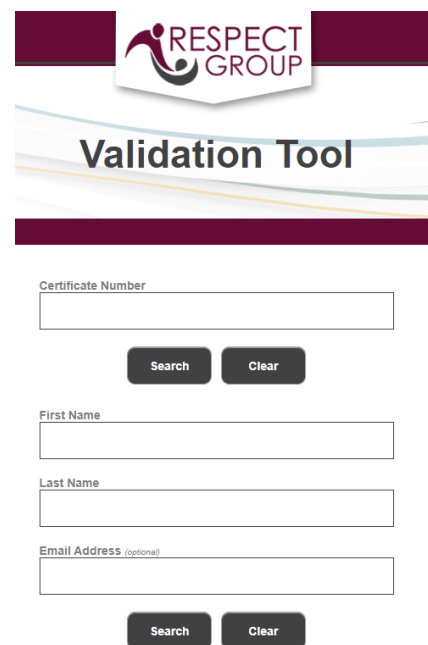 RESPECT
GROUP
Validation Tool
Certificate Number
Search Clear
First Name
Last Name
Email Address (optional)
Search Clear